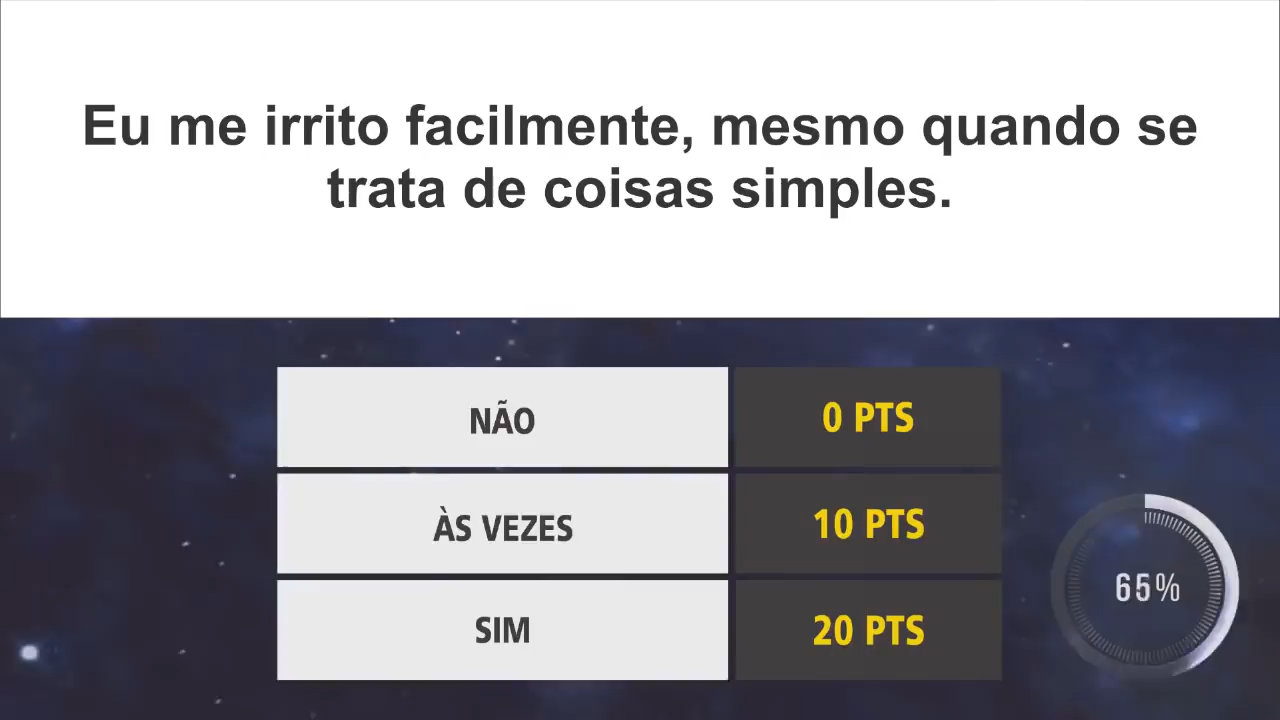 Eu me irrito facilmente, mesmo quando se
trata de coisas simples.
NÃO
0 PTS
ÀS VEZES
10 PTS
SIM
20 PTS
65%